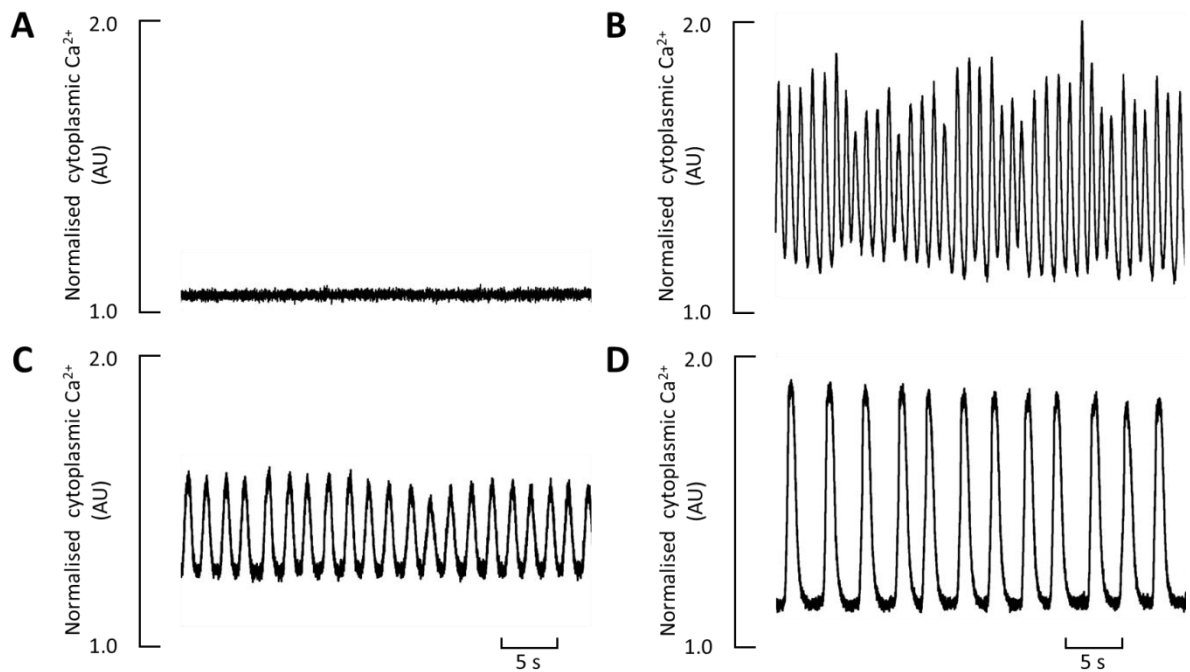 A
2.0
Normalised cytoplasmic Ca²⁺
(AU)
1.0
B
2.0
Normalised cytoplasmic Ca²⁺
(AU)
1.0
C
2.0
Normalised cytoplasmic Ca²⁺
(AU)
1.0
5 s
D
2.0
Normalised cytoplasmic Ca²⁺
(AU)
1.0
5 s